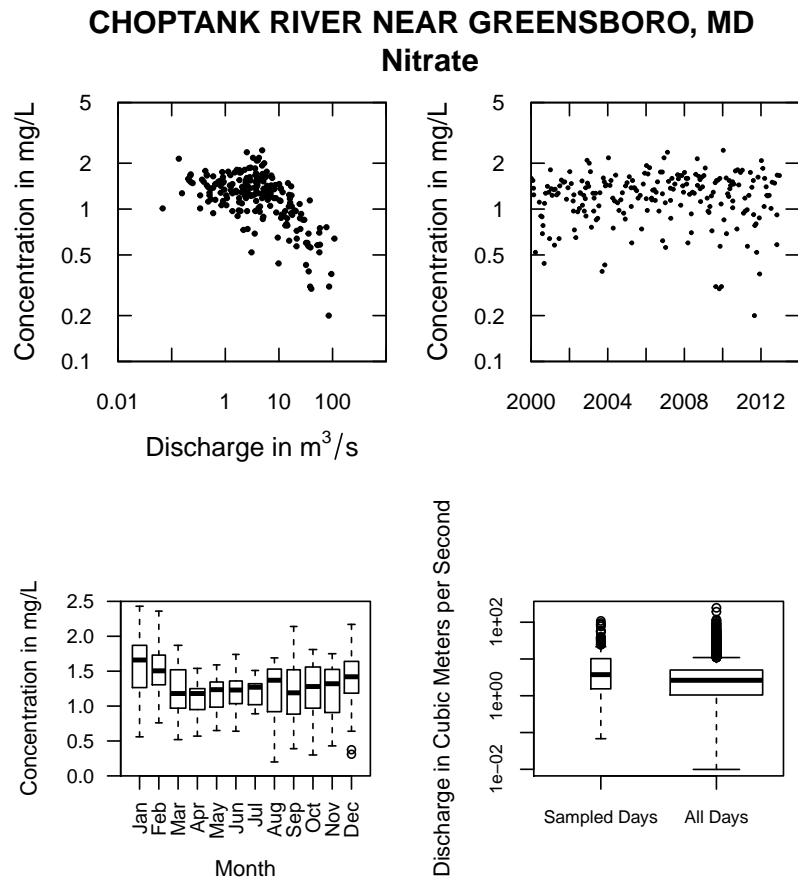 CHOPTANK RIVER NEAR GREENSBORO, MD
Nitrate
Concentration in mg/L
5
2
1
0.5
0.2
0.1
0.01 1 10 100
Discharge in m³/s
Concentration in mg/L
5
2
1
0.5
0.2
0.1
2000 2004 2008 2012
Concentration in mg/L
2.5
2.0
1.5
1.0
0.5
0.0
Jan Feb Mar Apr May Jun Jul Aug Sep Oct Nov Dec
Month
Discharge in Cubic Meters per Second
1e+02
1e+00
1e−02
Sampled Days All Days